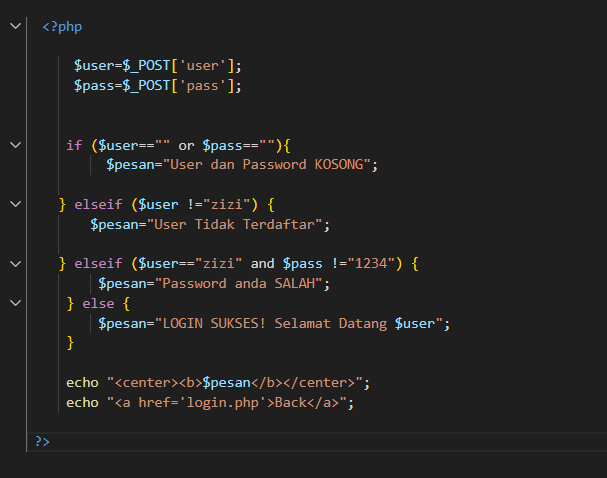 <?php
$user=$_POST['user'];
$pass=$_POST['pass'];
if ($user=="" or $pass==""){
$pesan="User dan Password KOSONG";
} elseif ($user !="zizi") {
$pesan="User Tidak Terdaftar";
} elseif ($user=="zizi" and $pass !="1234") {
$pesan="Password anda SALAH";
} else {
$pesan="LOGIN SUKSES! Selamat Datang $user";
}
echo "<center><b>$pesan</b></center>";
echo "<a href='login.php'>Back</a>";
?>